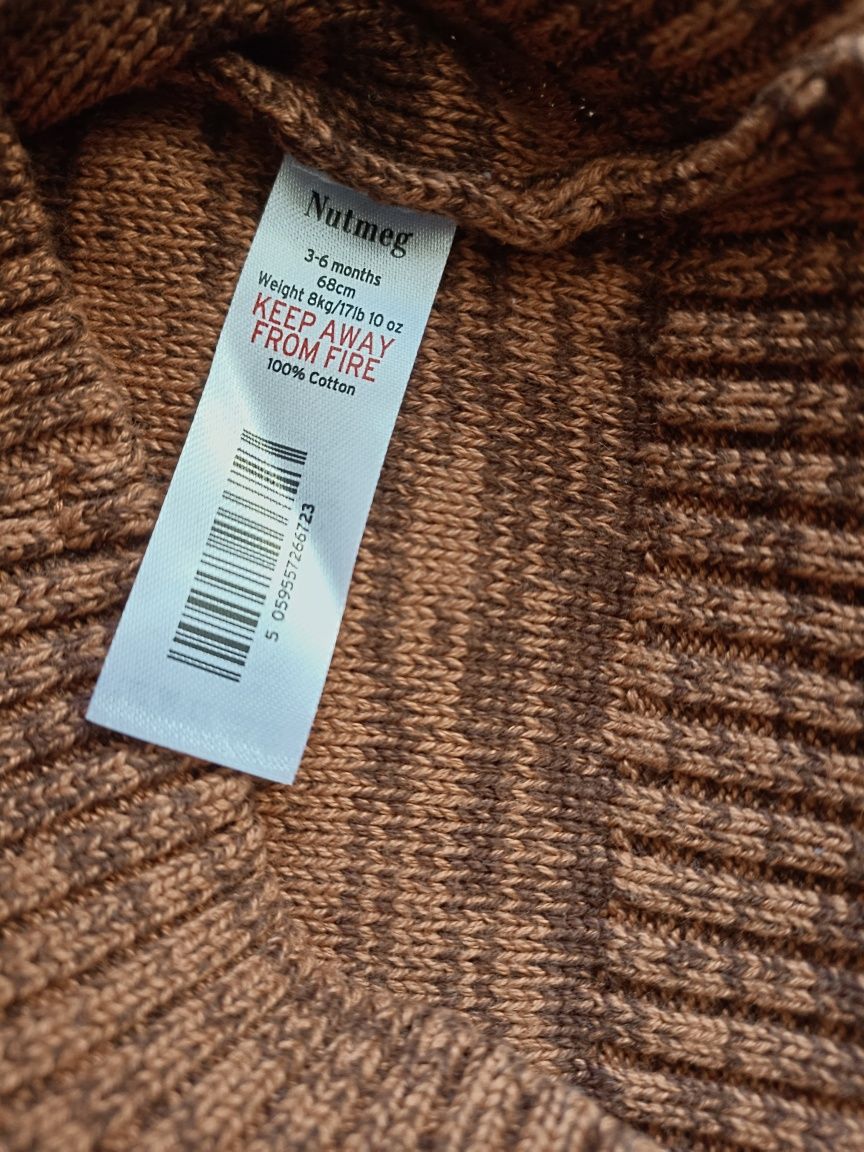 Nutmeg
3-6 months
68cm
Weight 8kg/17lb 10 oz
KEEP AWAY
FROM FIRE
100% Cotton
5 059557266723